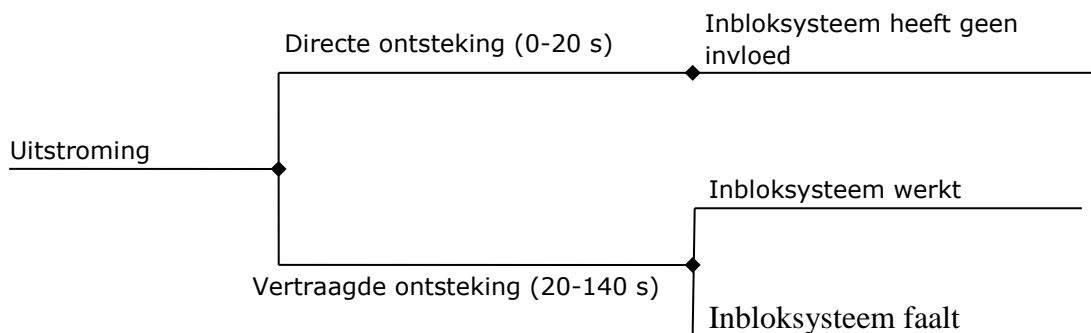 Directe ontsteking (0-20 s)
Inbloksysteem heeft geen
invloed
Uitstroming
Inbloksysteem werkt
Vertraagde ontsteking (20-140 s)
Inbloksysteem faalt